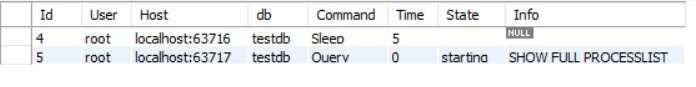 Id User Host db Command Time State Info
4 root localhost:63716 testdb Sleep 5 NULL
5 root localhost:63717 testdb Query 0 starting SHOW FULL PROCESSLIST